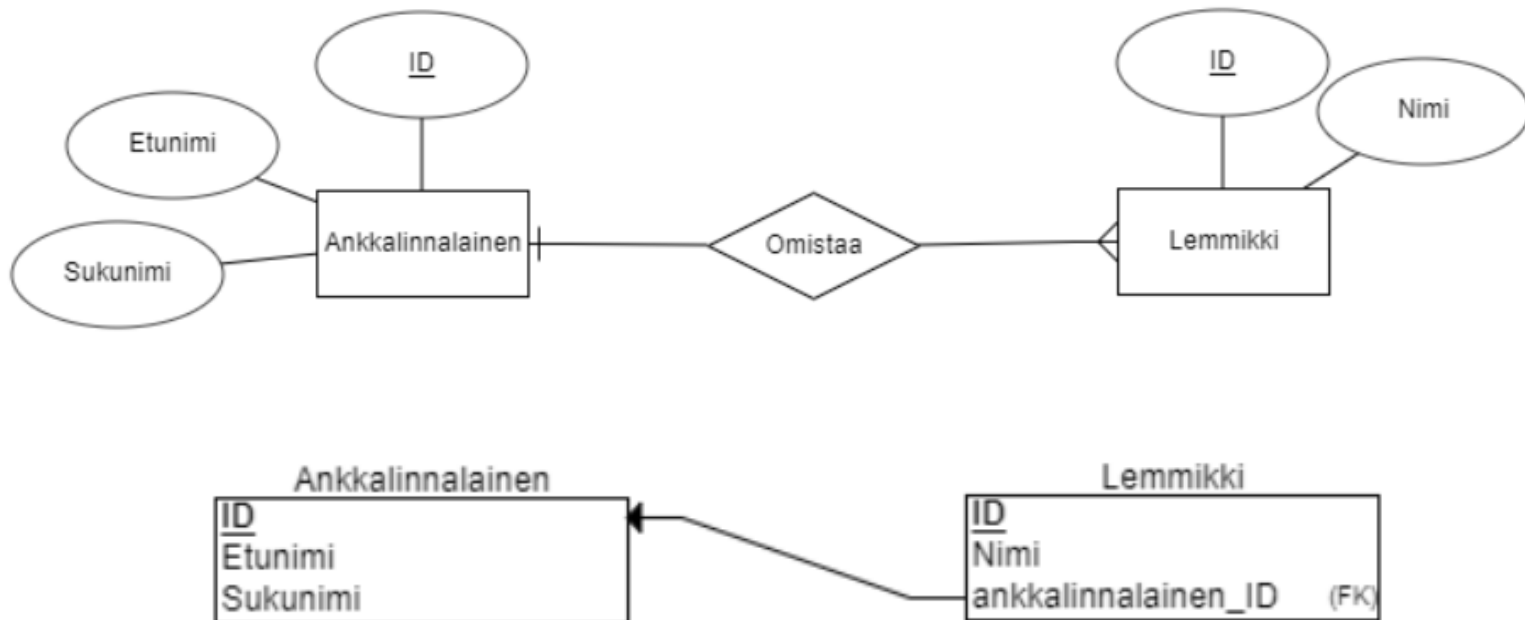 ID
ID
Nimi
Etunimi
Ankkalinnalainen
Omistaa
Lemmikki
Sukunimi
Ankkalinnalainen
ID
Etunimi
Sukunimi
Lemmikki
ID
Nimi
ankkalinnalainen_ID (FK)